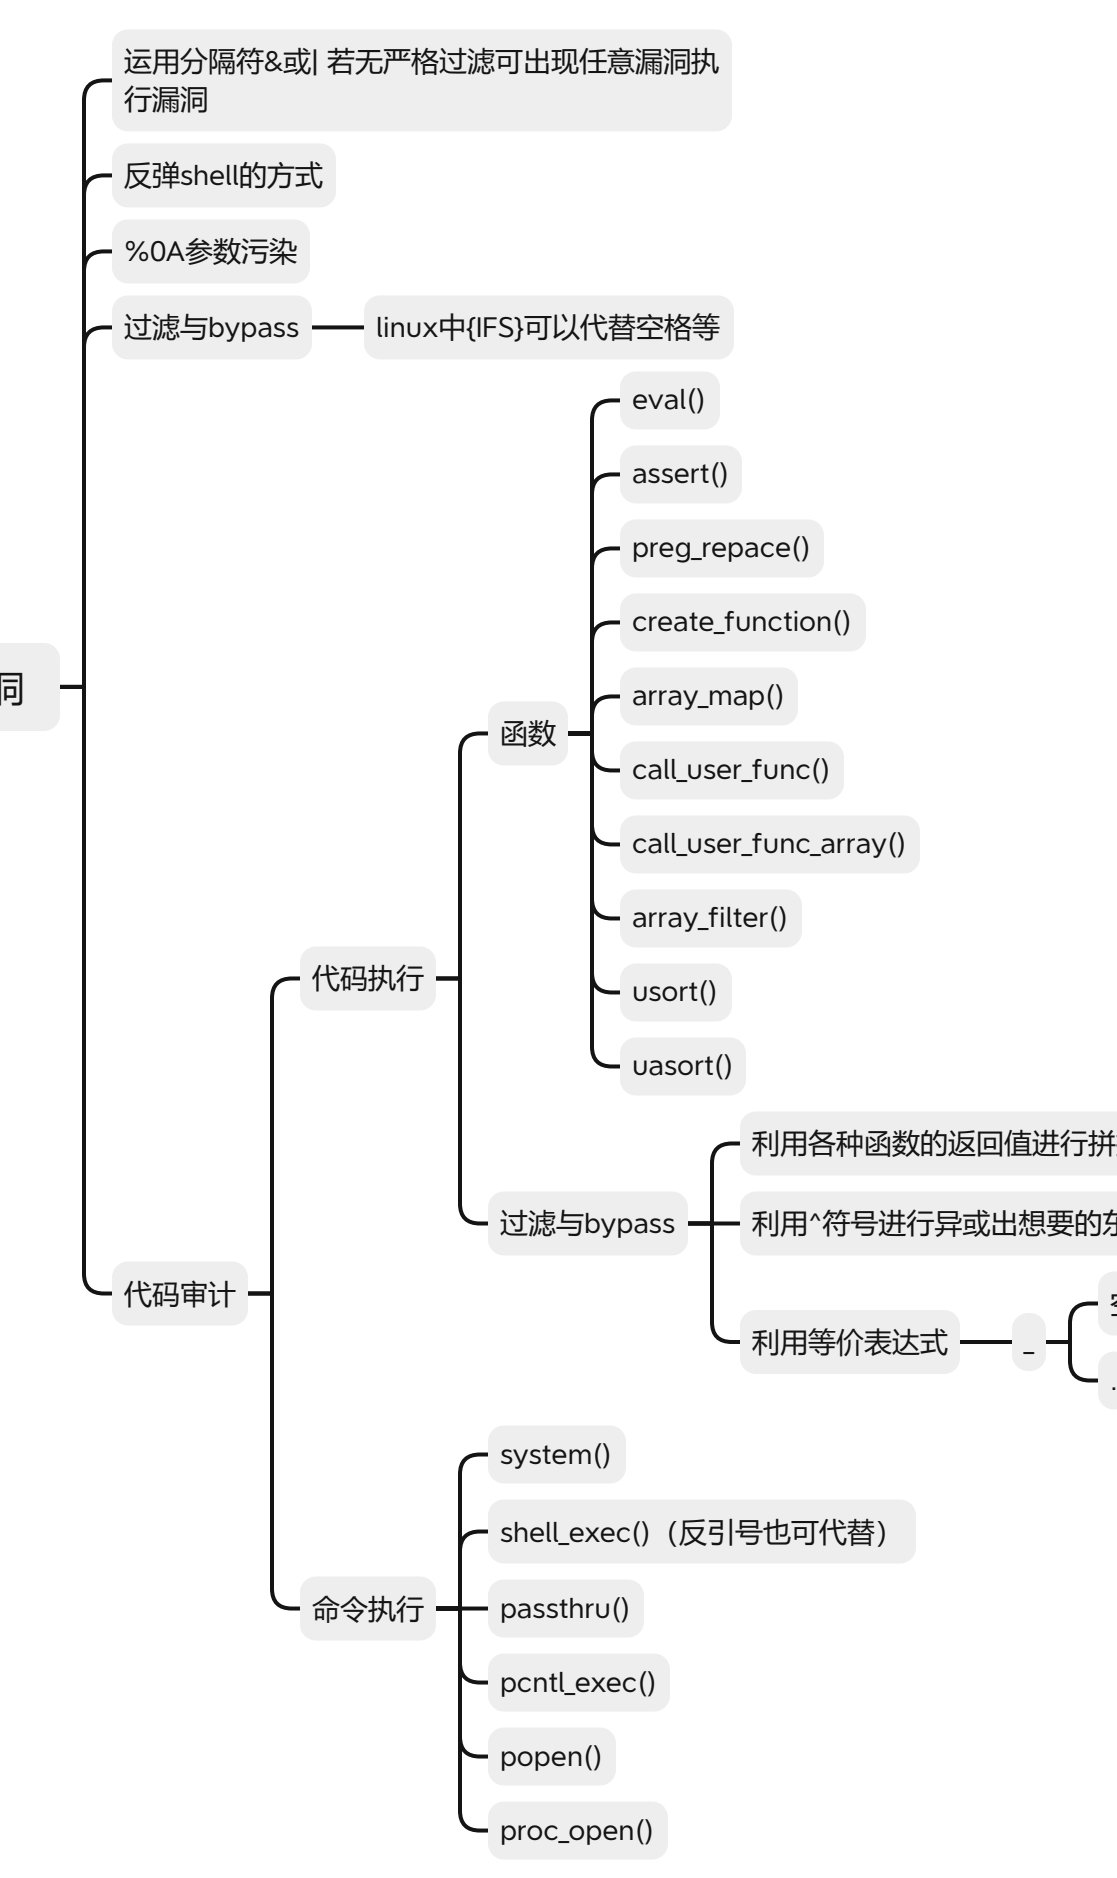 运用分隔符&或| 若无严格过滤可出现任意漏洞执
行漏洞
反弹shell的方式
%0A参数污染
过滤与bypass
linux中{IFS}可以代替空格等
eval()
assert()
preg_repace()
create_function()
array_map()
call_user_func()
call_user_func_array()
array_filter()
usort()
uasort()
函数
洞
代码执行
利用各种函数的返回值进行拼
过滤与bypass
利用^符号进行异或出想要的东
利用等价表达式
_
.
代码审计
system()
shell_exec()（反引号也可代替）
命令执行
passthru()
pcntl_exec()
popen()
proc_open()